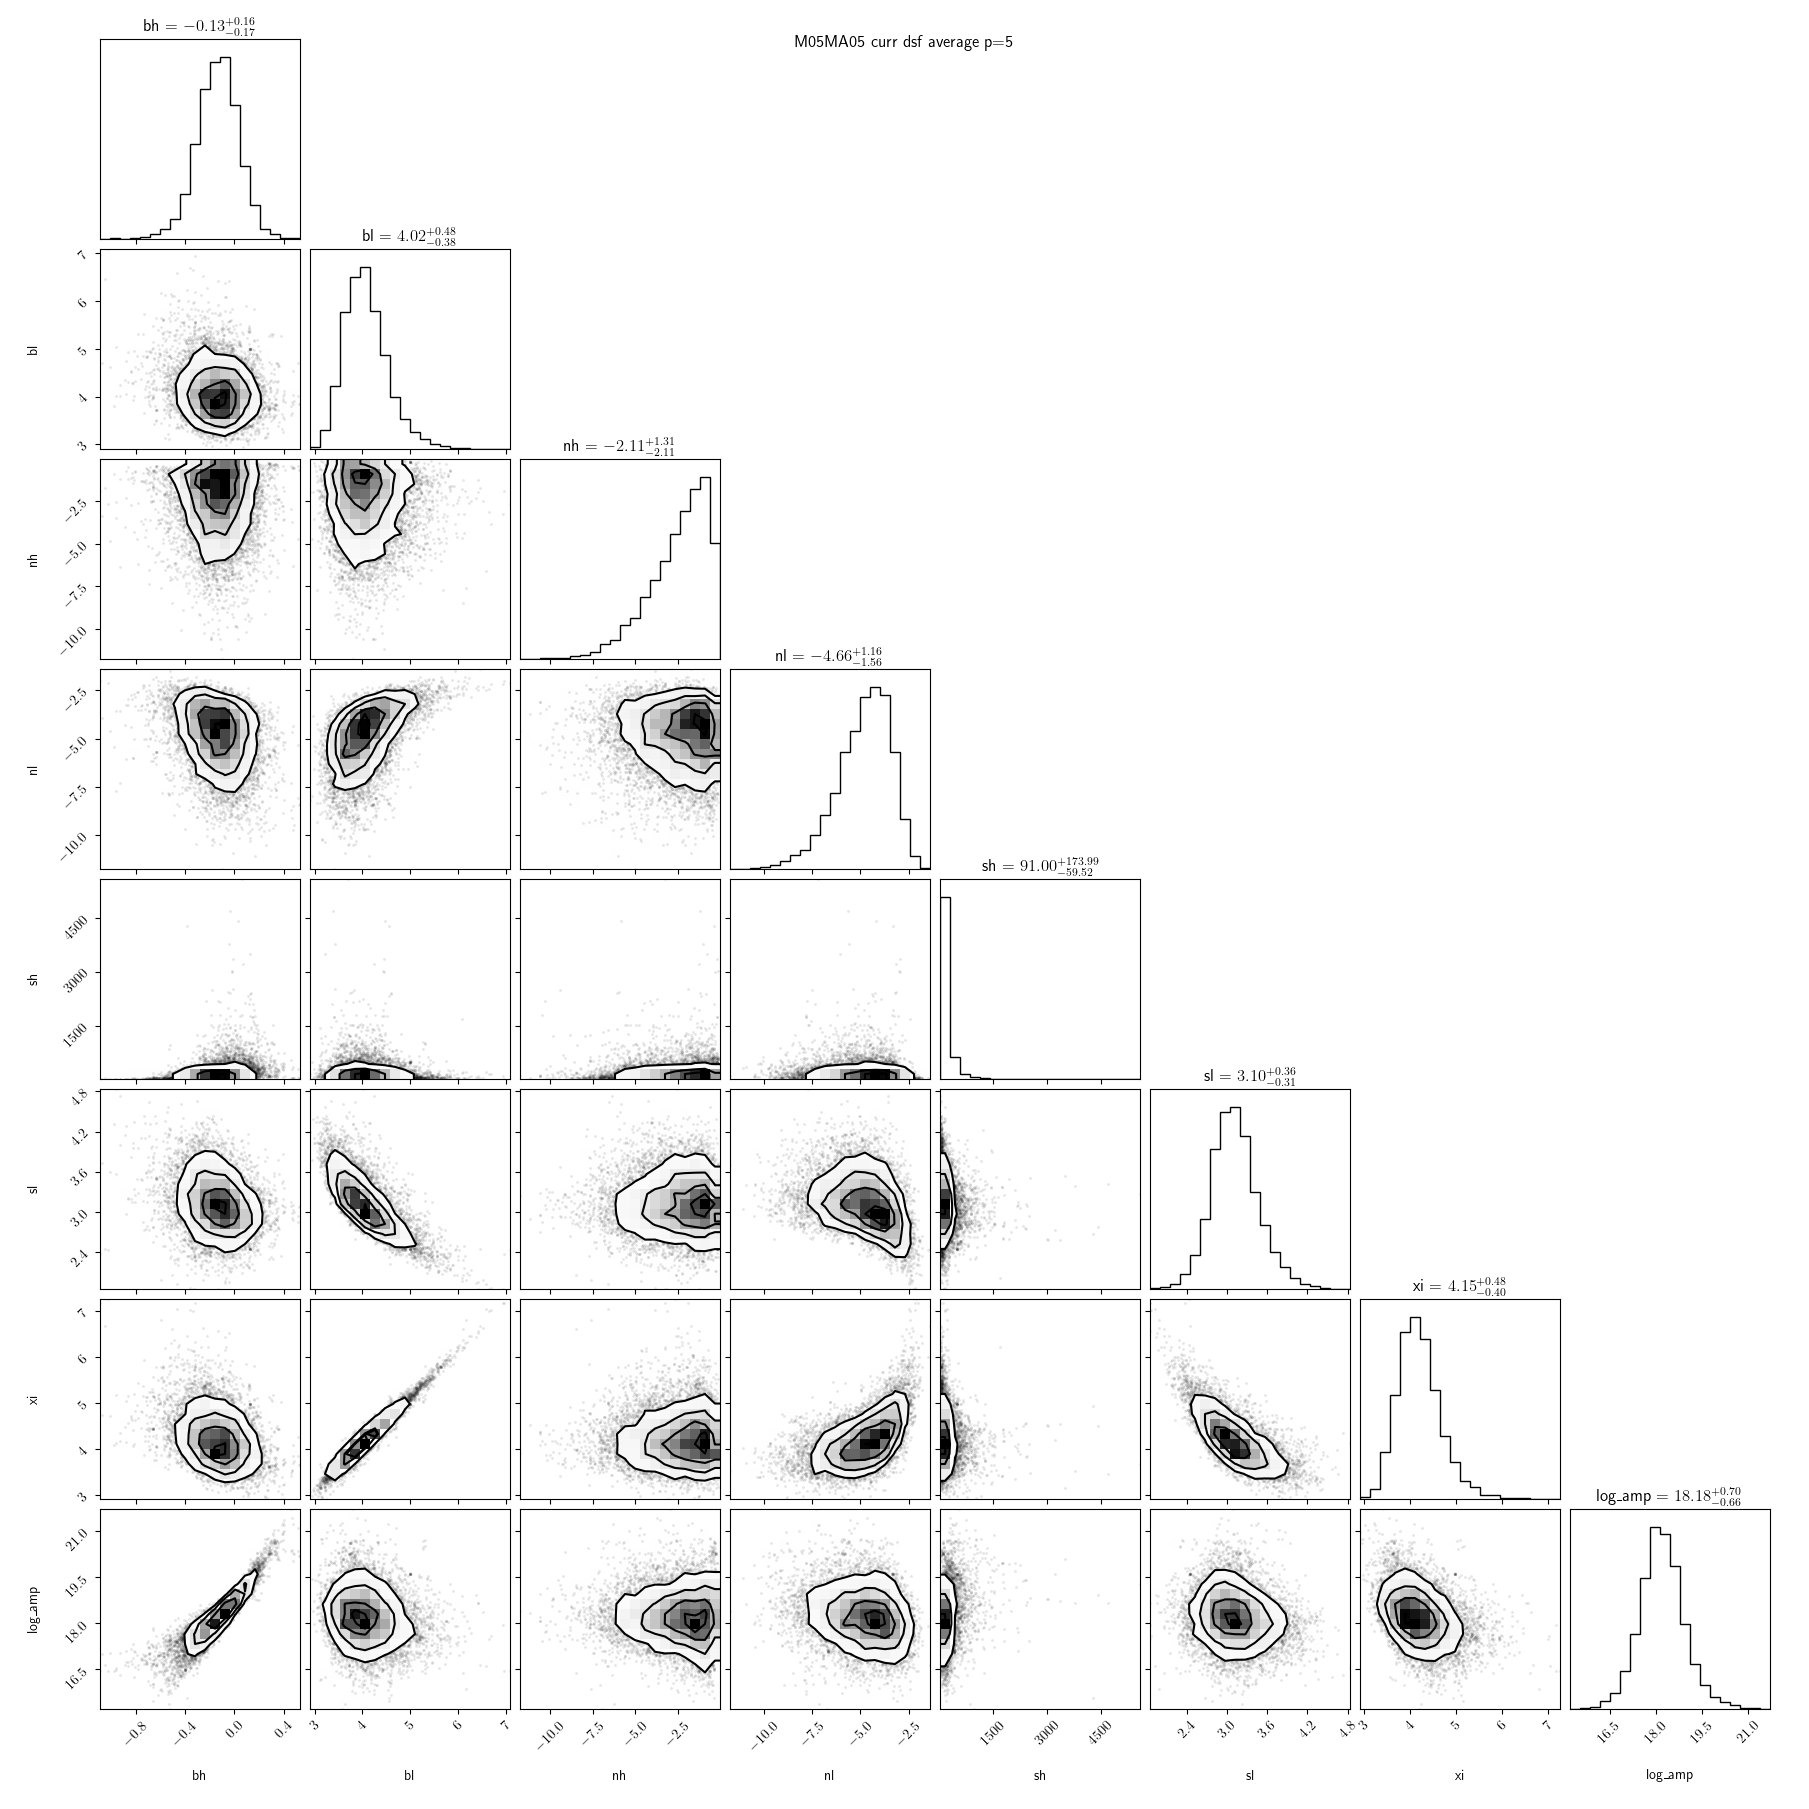 M05MA05 curr dsf average p=5
bh = −0.13+0.16−0.17
bl = 4.02+0.48−0.38
7
6
5
4
3
bl
nh = −2.11+1.31−2.11
−2.5
−5.0
−7.5
−10.0
nh
nl = −4.66+1.16−1.56
−2.5
−5.0
−7.5
−10.0
nl
sh = 91.00+173.99−59.52
4500
3000
1500
sh
sl = 3.10+0.36−0.31
4.8
4.2
3.6
3.0
2.4
sl
xi = 4.15+0.48−0.40
7
6
5
4
3
xi
log_amp = 18.18+0.70−0.66
21.0
19.5
18.0
16.5
log_amp
−0.8 −0.4 0.0 0.4 3 4 5 6 7 −10.0 −7.5 −5.0 −2.5 −10.0 −7.5 −5.0 −2.5 1500 3000 4500 2.4 3.0 3.6 4.2 4.8 3 4 5 6 7 16.5 18.0 19.5 21.0
bh bl nh nl sh sl xi log_amp